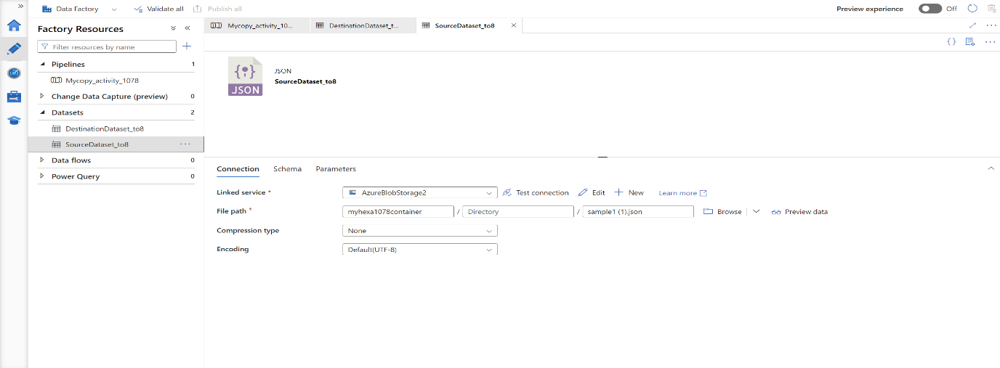 »
Data Factory
Validate all
Publish all
Preview experience
Off
Factory Resources
Filter resources by name
Pipelines 1
Mycopy_activity_1078
Change Data Capture (preview) 0
Datasets 2
DestinationDataset_to8
SourceDataset_to8
Data flows 0
Power Query 0
Mycopy_activity_10...
DestinationDataset_t...
SourceDataset_to8
JSON
JSON
SourceDataset_to8
Connection Schema Parameters
Linked service * AzureBlobStorage2 Test connection Edit New Learn more
File path * myhexa1078container / Directory / sample1 (1).json Browse Preview data
Compression type None
Encoding Default(UTF-8)